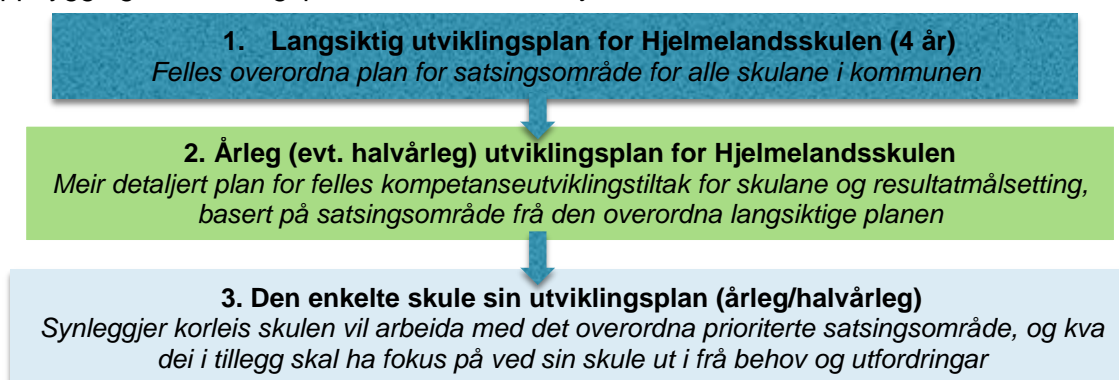 1. Langsiktig utviklingsplan for Hjelmelandsskulen (4 år)
Felles overordna plan for satsingsområde for alle skulane i kommunen
2. Årleg (evt. halvårleg) utviklingsplan for Hjelmelandsskulen
Meir detaljert plan for felles kompetanseutviklingstiltak for skulane og resultatmålsetting,
basert på satsingsområde frå den overordna langsiktige planen
3. Den enkelte skule sin utviklingsplan (årleg/halvårleg)
Synleggjer korleis skulen vil arbeida med det overordna prioriterte satsingsområde, og kva
dei i tillegg skal ha fokus på ved sin skule ut i frå behov og utfordringar